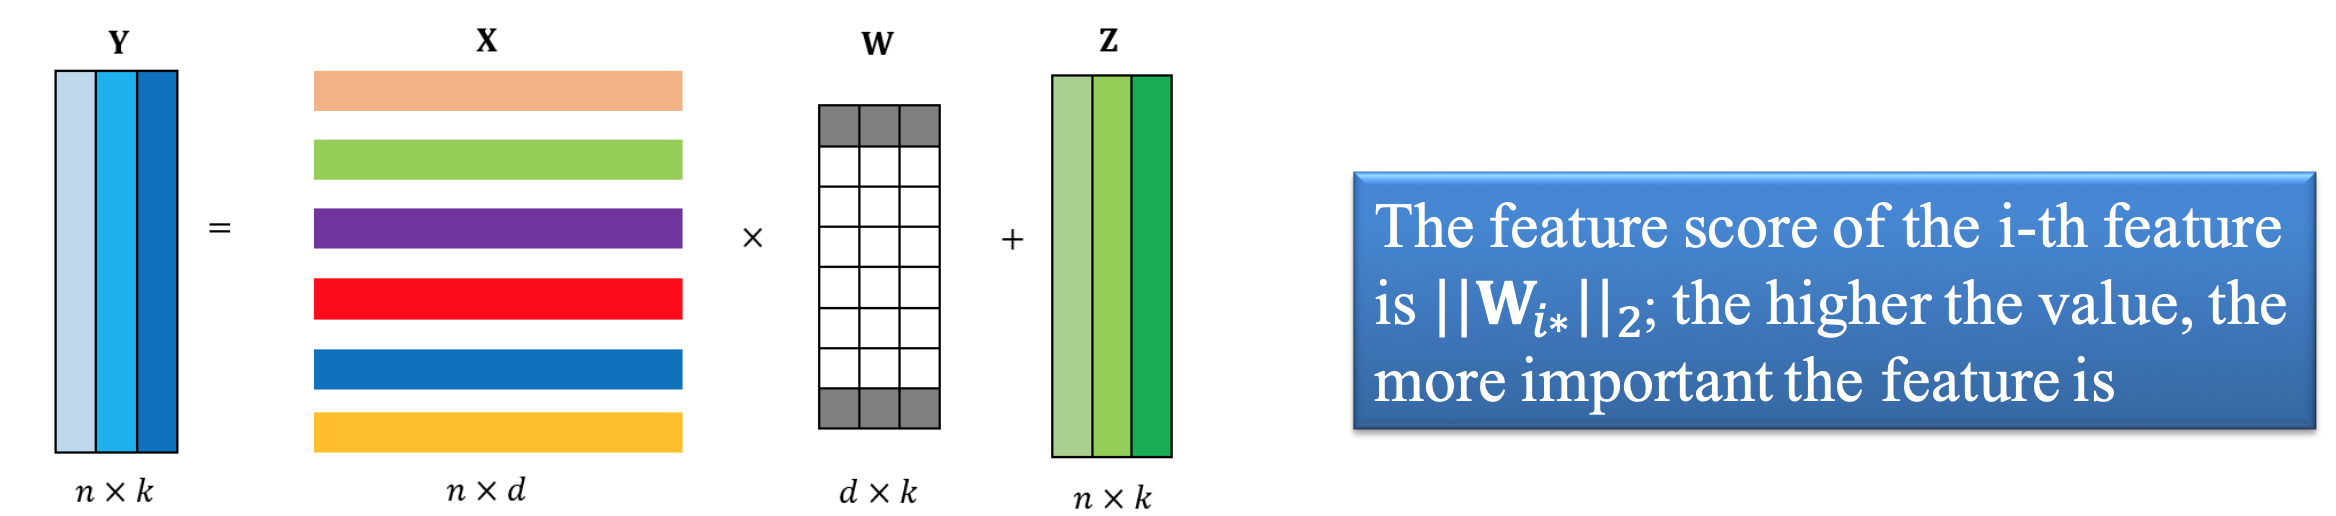 Y X W Z
= × +
n × k n × d d × k n × k
The feature score of the i-th feature
is ||W_{i*}||_2; the higher the value, the
more important the feature is